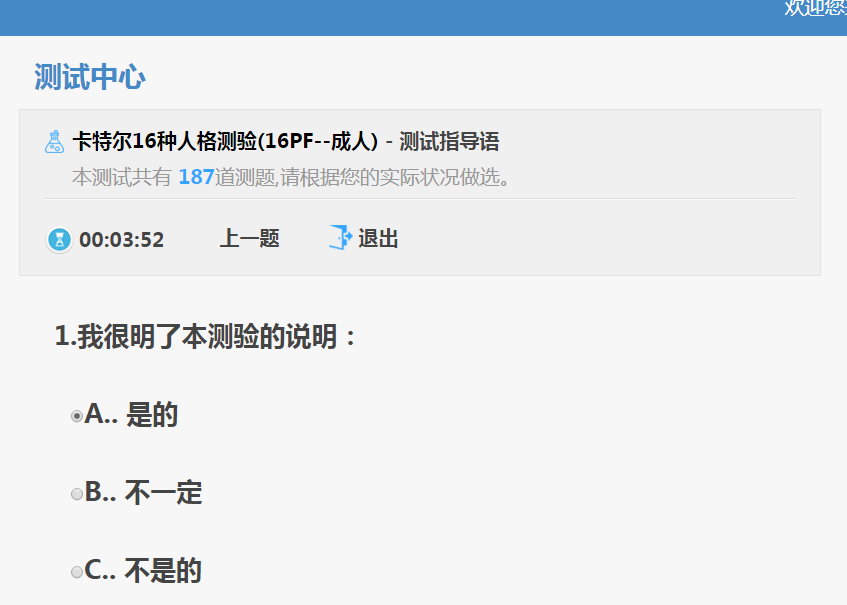 欢迎您
测试中心
卡特尔16种人格测验(16PF--成人) - 测试指导语
本测试共有 187道测题,请根据您的实际状况做选。
00:03:52 上一题 退出
1.我很明了本测验的说明：
A.. 是的
B.. 不一定
C.. 不是的